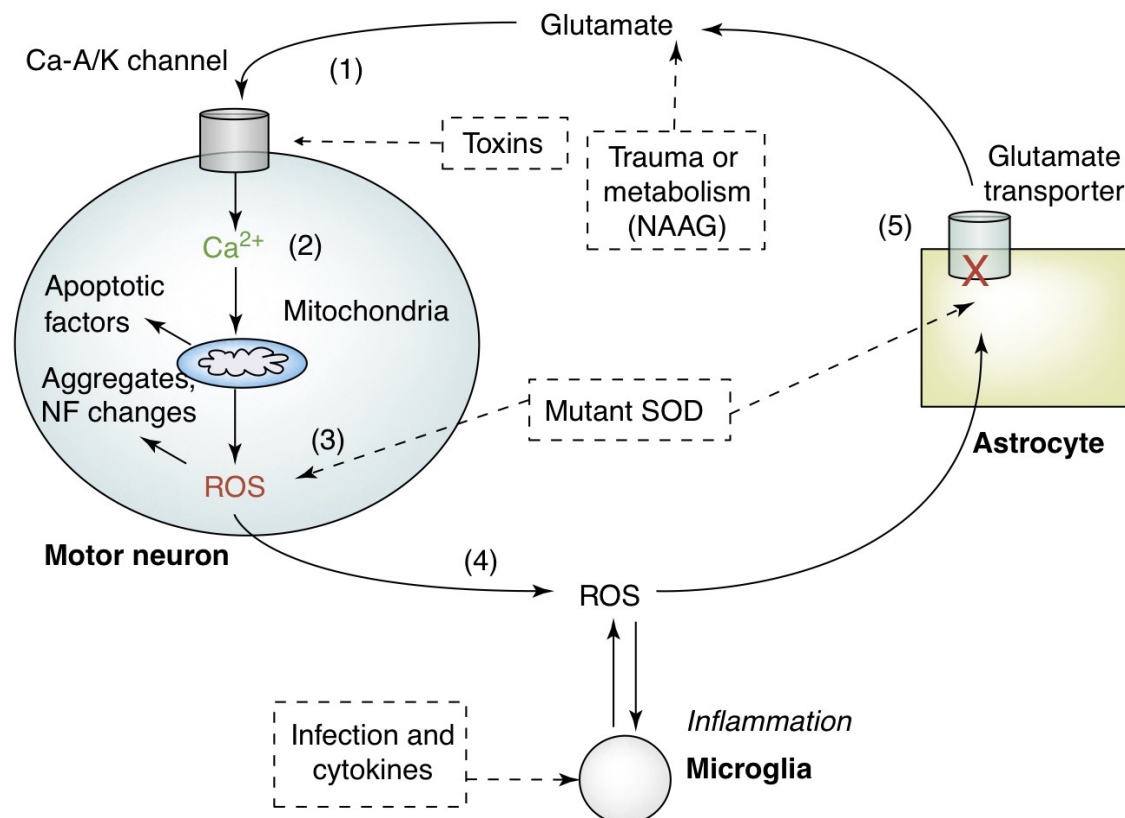 Glutamate
Ca-A/K channel
(1)
Toxins
Trauma or
metabolism
(NAAG)
Glutamate
transporter
(5)
X
Ca2+
(2)
Apoptotic
factors
Mitochondria
Aggregates,
NF changes
Mutant SOD
(3)
ROS
Astrocyte
Motor neuron
(4)
ROS
Inflammation
Microglia
Infection and
cytokines